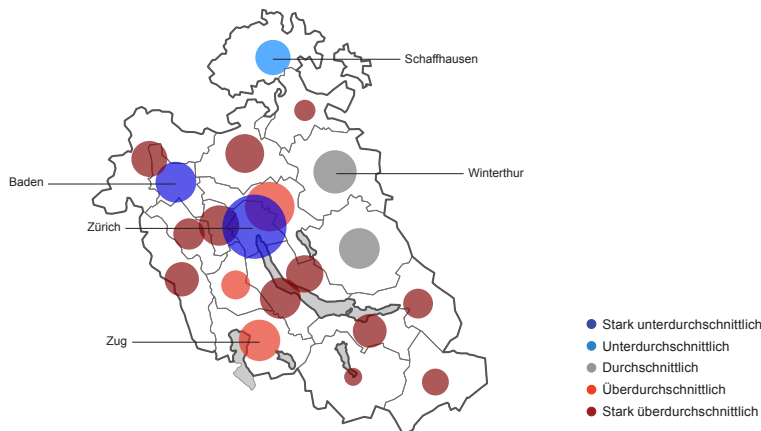 Schaffhausen
Winterthur
Baden
Zürich
Zug
Stark unterdurchschnittlich
Unterdurchschnittlich
Durchschnittlich
Überdurchschnittlich
Stark überdurchschnittlich